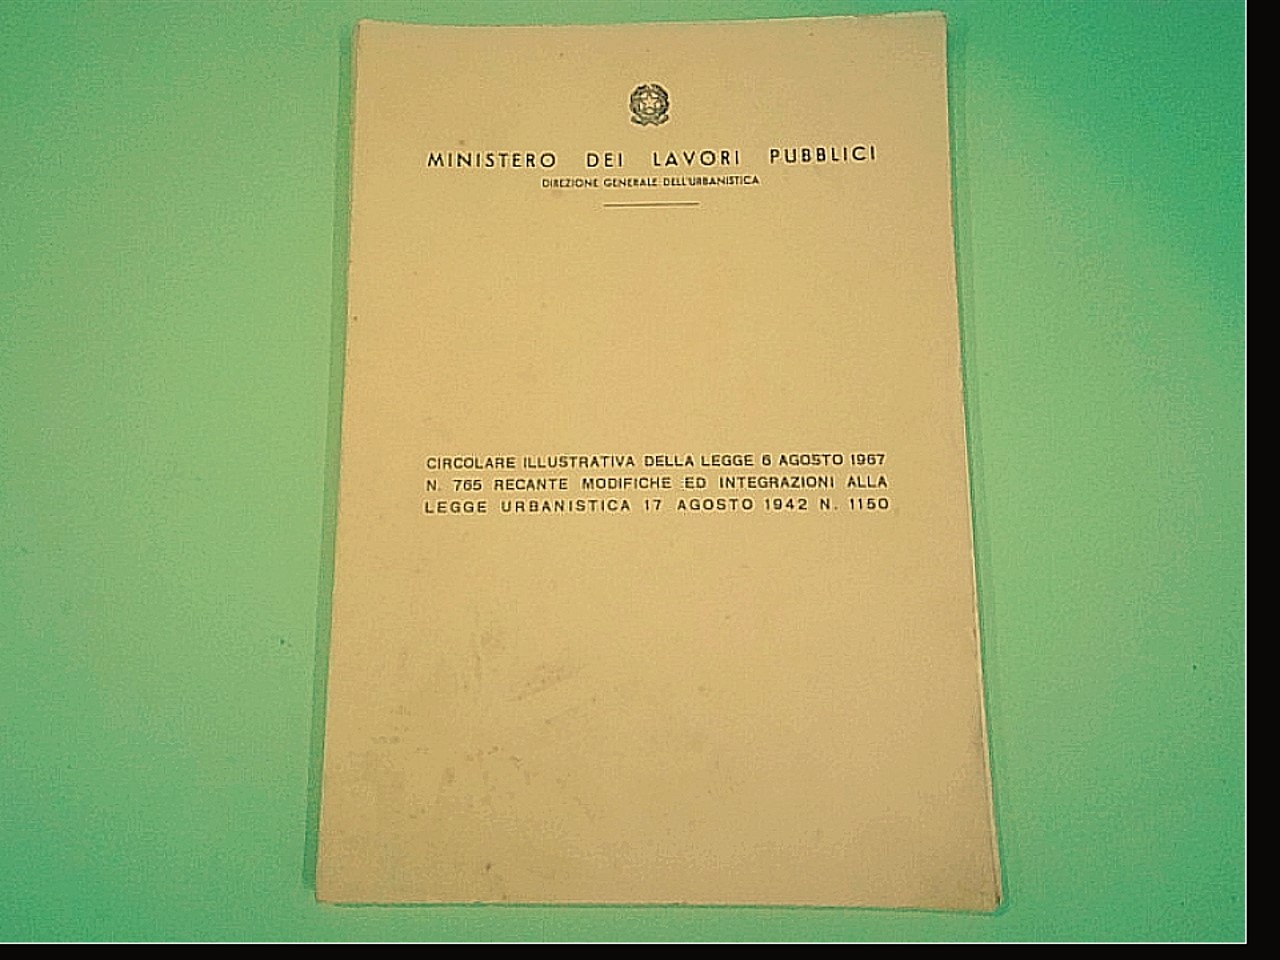 MINISTERO DEI LAVORI PUBBLICI
DIREZIONE GENERALE DELL'URBANISTICA
CIRCOLARE ILLUSTRATIVA DELLA LEGGE 6 AGOSTO 1967
N. 765 RECANTE MODIFICHE ED INTEGRAZIONI ALLA
LEGGE URBANISTICA 17 AGOSTO 1942 N. 1150